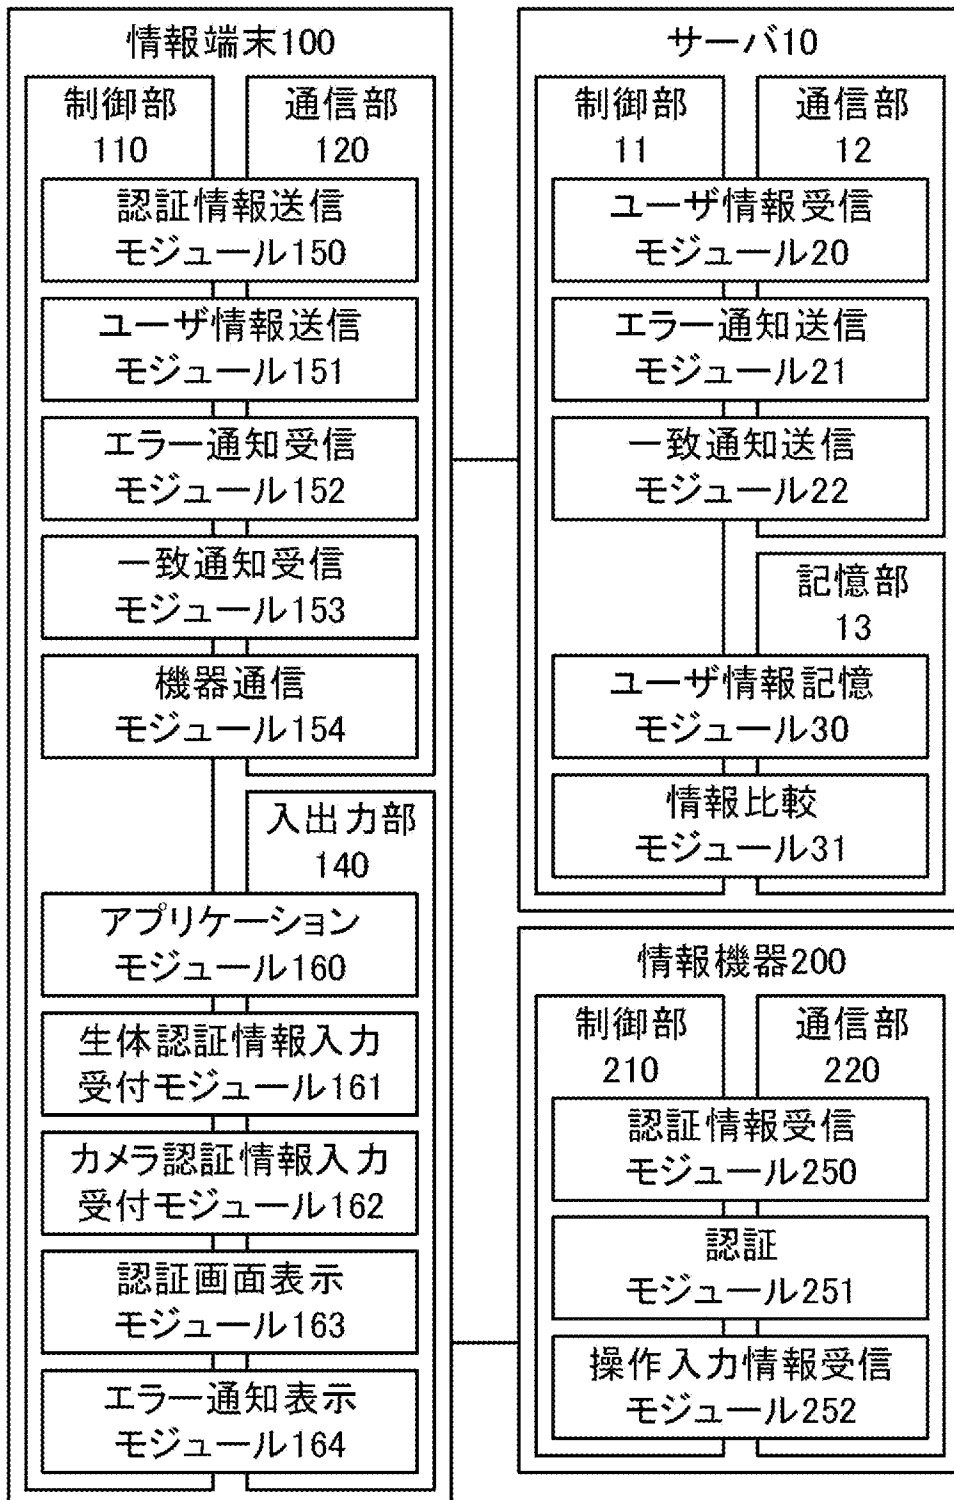 情報端末100
制御部
110
通信部
120
認証情報送信
モジュール150
ユーザ情報送信
モジュール151
エラー通知受信
モジュール152
一致通知受信
モジュール153
機器通信
モジュール154
入出力部
140
アプリケーション
モジュール160
生体認証情報入力
受付モジュール161
カメラ認証情報入力
受付モジュール162
認証画面表示
モジュール163
エラー通知表示
モジュール164
サーバ10
制御部
11
通信部
12
ユーザ情報受信
モジュール20
エラー通知送信
モジュール21
一致通知送信
モジュール22
記憶部
13
ユーザ情報記憶
モジュール30
情報比較
モジュール31
情報機器200
制御部
210
通信部
220
認証情報受信
モジュール250
認証
モジュール251
操作入力情報受信
モジュール252